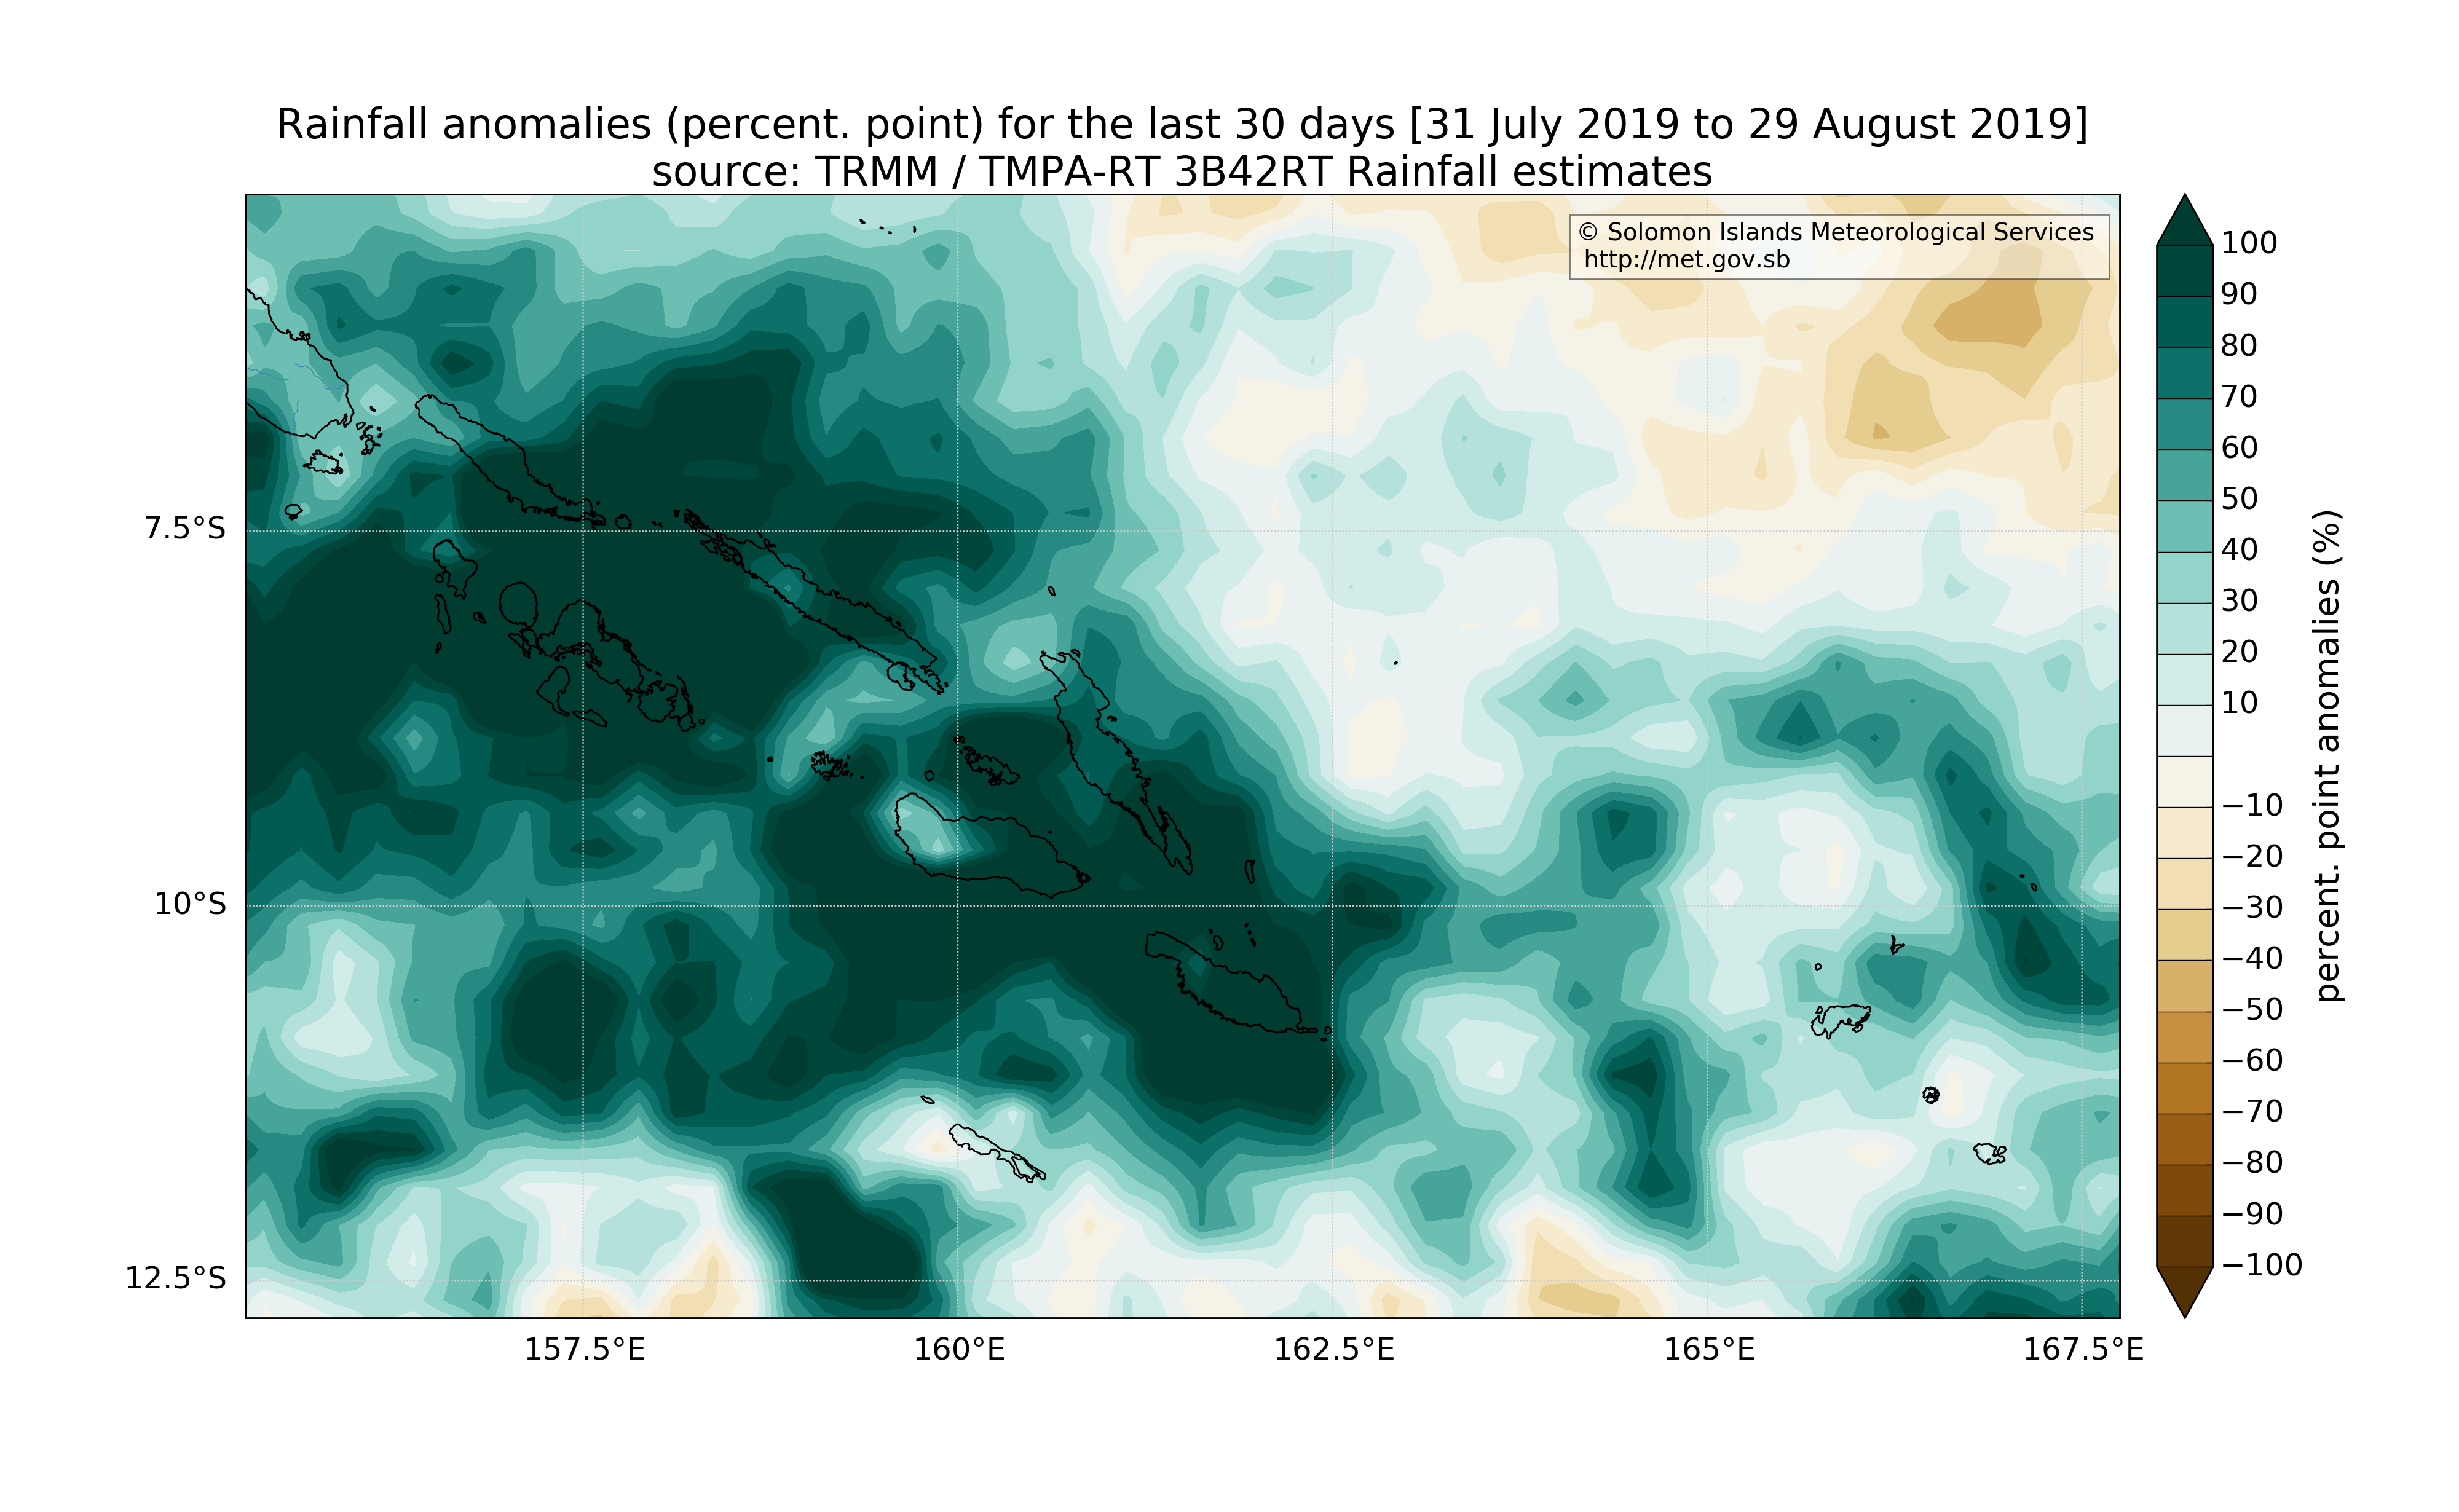 Rainfall anomalies (percent. point) for the last 30 days [31 July 2019 to 29 August 2019]
source: TRMM / TMPA-RT 3B42RT Rainfall estimates
© Solomon Islands Meteorological Services
http://met.gov.sb
7.5°S
10°S
12.5°S
157.5°E
160°E
162.5°E
165°E
167.5°E
100
90
80
70
60
50
40
30
20
10
−10
−20
−30
−40
−50
−60
−70
−80
−90
−100
percent. point anomalies (%)